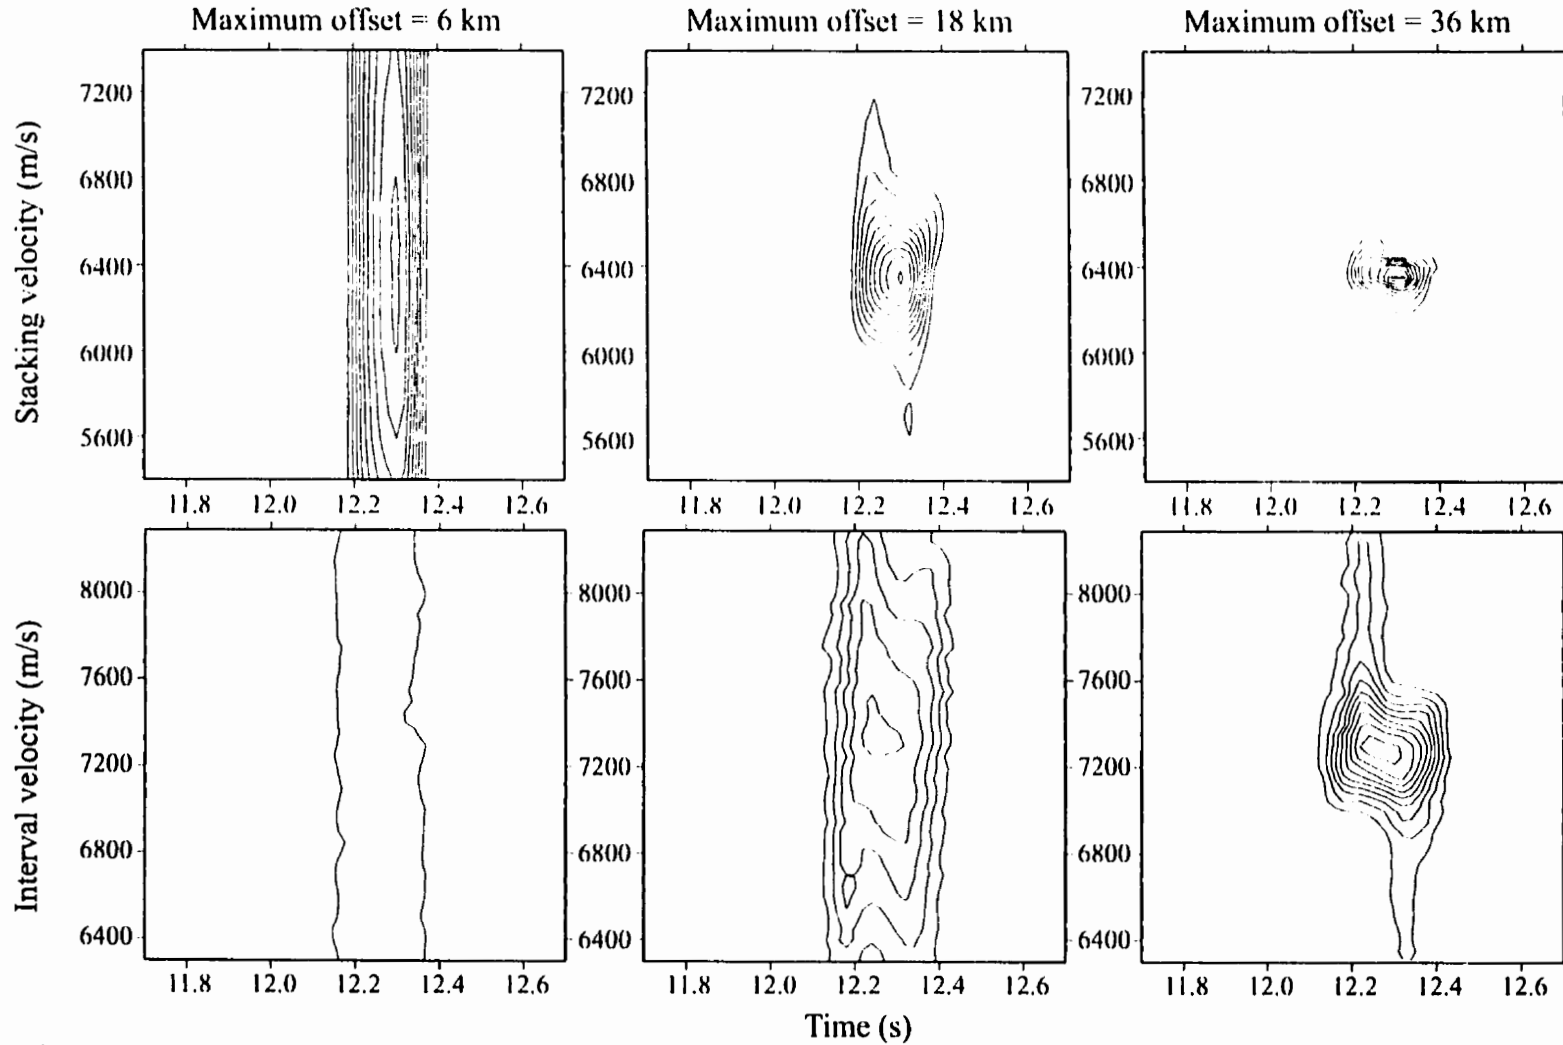 Maximum offset = 6 km
Maximum offset = 18 km
Maximum offset = 36 km
Stacking velocity (m/s)
7200
6800
6400
6000
5600
7200
6800
6400
6000
5600
7200
6800
6400
6000
5600
11.8 12.0 12.2 12.4 12.6
11.8 12.0 12.2 12.4 12.6
11.8 12.0 12.2 12.4 12.6
Interval velocity (m/s)
8000
7600
7200
6800
6400
8000
7600
7200
6800
6400
8000
7600
7200
6800
6400
11.8 12.0 12.2 12.4 12.6
11.8 12.0 12.2 12.4 12.6
11.8 12.0 12.2 12.4 12.6
Time (s)